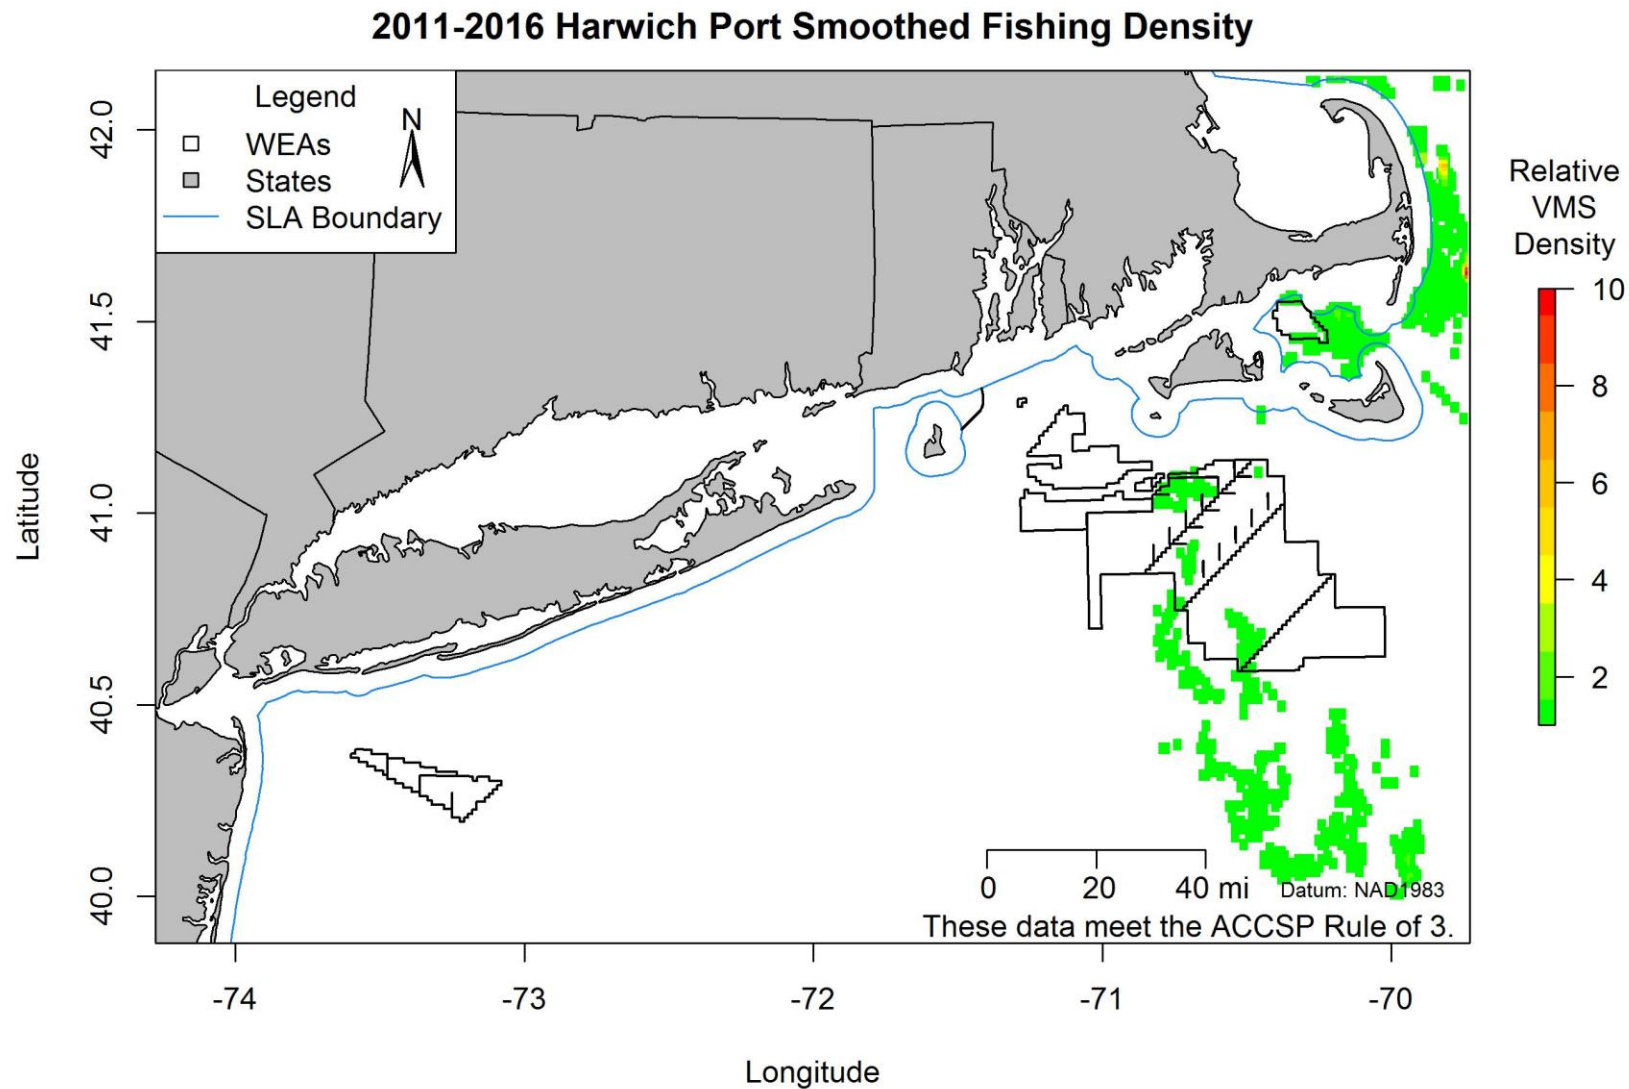 2011-2016 Harwich Port Smoothed Fishing Density
Legend
N
WEAs
States
SLA Boundary
Relative
VMS
Density
10
8
6
4
2
42.0
41.5
41.0
40.5
40.0
Latitude
0 20 40 mi
Datum: NAD1983
These data meet the ACCSP Rule of 3.
-74 -73 -72 -71 -70
Longitude